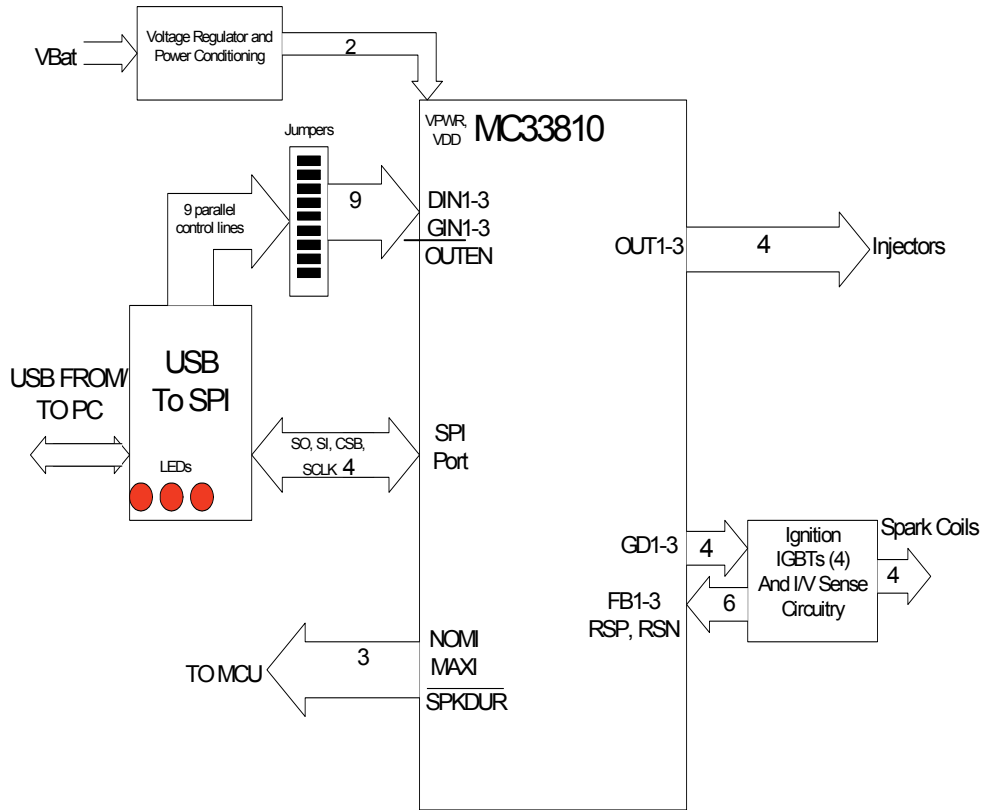 Voltage Regulator and
Power Conditioning
VBat
2
VPWR,
VDD
MC33810
Jumpers
9 parallel
control lines
9
DIN1-3
GIN1-3
OUTEN
OUT1-3
4
Injectors
USB
To SPI
USB FROM/
TO PC
LEDs
SO, SI, CSB,
SCLK 4
SPI
Port
GD1-3
4
FB1-3
RSP, RSN
6
Ignition
IGBTs (4)
And I/V Sense
Circuitry
Spark Coils
4
NOMI
MAXI
SPKDUR
3
TO MCU